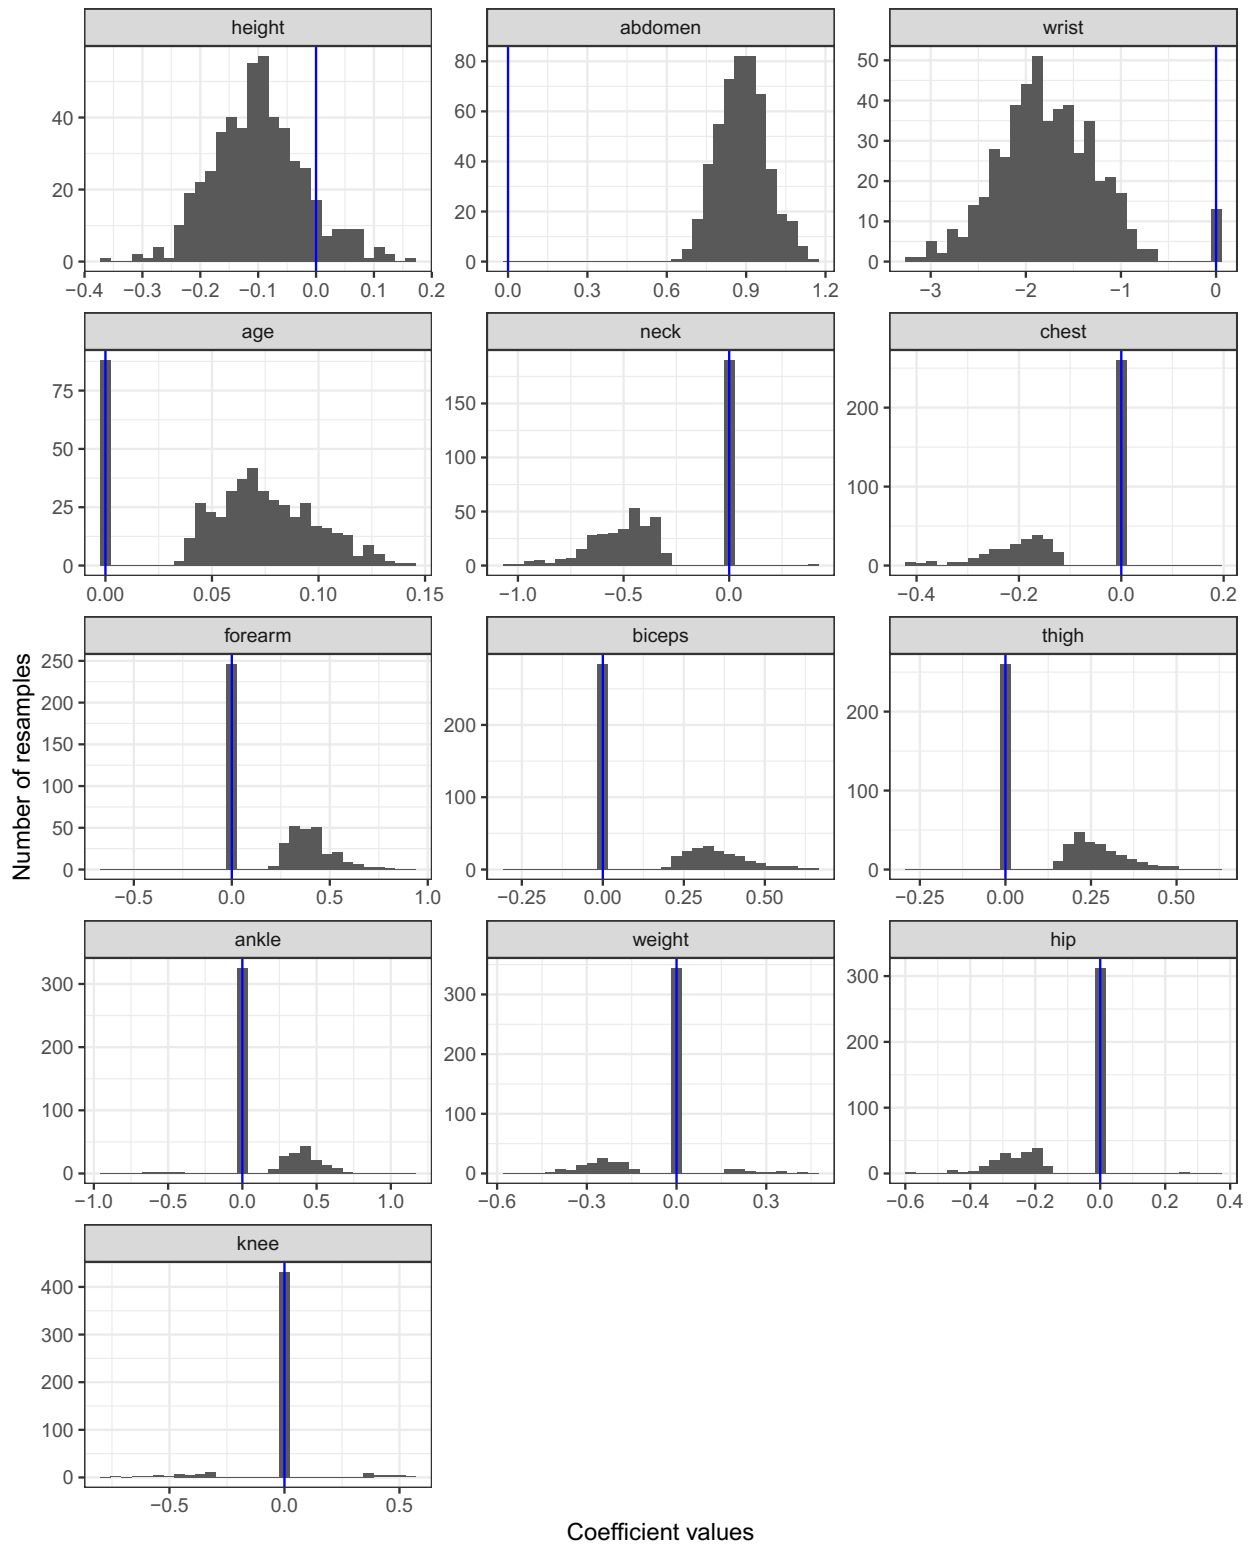 height abdomen wrist
40
20
0
−0.4 −0.3 −0.2 −0.1 0.0 0.1 0.2
80
60
40
20
0
0.0 0.3 0.6 0.9 1.2
50
40
30
20
10
0
−3 −2 −1 0
age neck chest
75
50
25
0
0.00 0.05 0.10 0.15
150
100
50
0
−1.0 −0.5 0.0
200
100
0
−0.4 −0.2 0.0 0.2
forearm biceps thigh
250
200
150
100
50
0
−0.5 0.0 0.5 1.0
200
100
0
−0.25 0.00 0.25 0.50
200
100
0
−0.25 0.00 0.25 0.50
ankle weight hip
300
200
100
0
−1.0 −0.5 0.0 0.5 1.0
300
200
100
0
−0.6 −0.3 0.0 0.3
300
200
100
0
−0.6 −0.4 −0.2 0.0 0.2 0.4
knee
400
300
200
100
0
−0.5 0.0 0.5
Number of resamples
Coefficient values